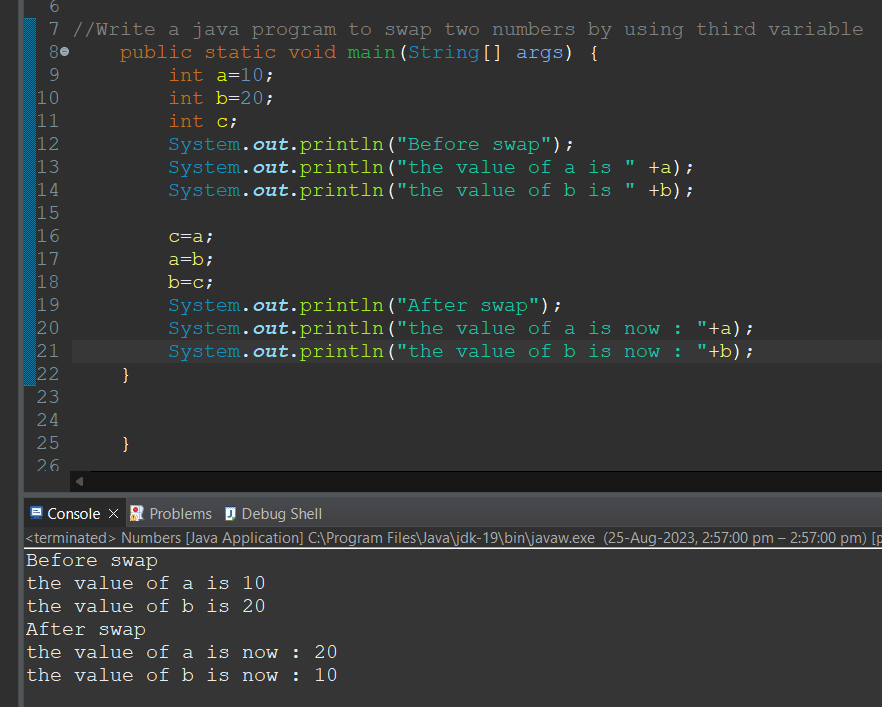 6
7 //Write a java program to swap two numbers by using third variable
8 public static void main(String[] args) {
9 int a=10;
10 int b=20;
11 int c;
12 System.out.println("Before swap");
13 System.out.println("the value of a is " +a);
14 System.out.println("the value of b is " +b);
15
16 c=a;
17 a=b;
18 b=c;
19 System.out.println("After swap");
20 System.out.println("the value of a is now : "+a);
21 System.out.println("the value of b is now : "+b);
22 }
23
24
25 }
26
Console Problems Debug Shell
<terminated> Numbers [Java Application] C:\Program Files\Java\jdk-19\bin\javaw.exe (25-Aug-2023, 2:57:00 pm – 2:57:00 pm) [p
Before swap
the value of a is 10
the value of b is 20
After swap
the value of a is now : 20
the value of b is now : 10